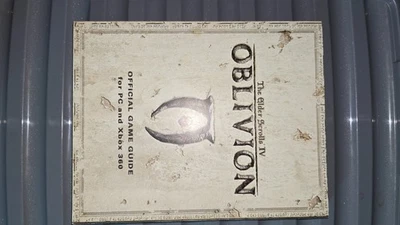 The Elder Scrolls IV
OBLIVION
OFFICIAL GAME GUIDE
for PC and Xbox 360